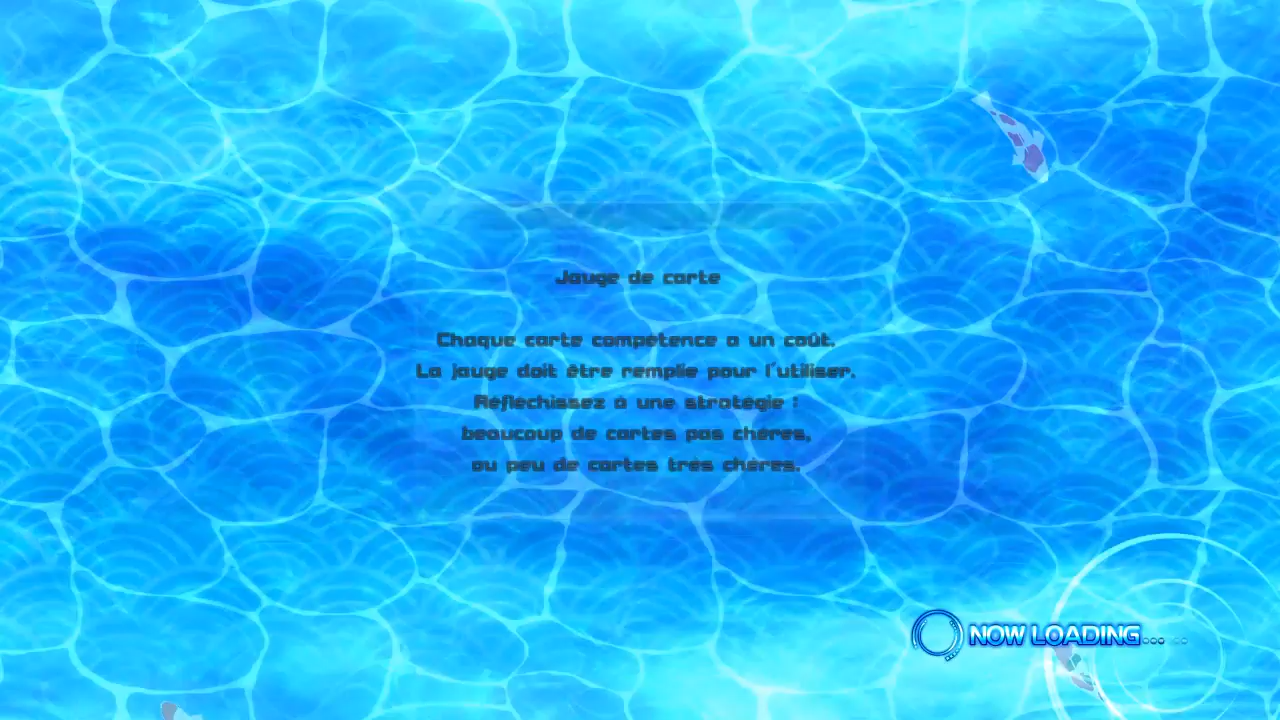 Jauge de carte
Chaque carte compétence a un coût.
La jauge doit être remplie pour l'utiliser.
Réfléchissez à une stratégie :
beaucoup de cartes pas chères,
ou peu de cartes très chères.
NOW LOADING...